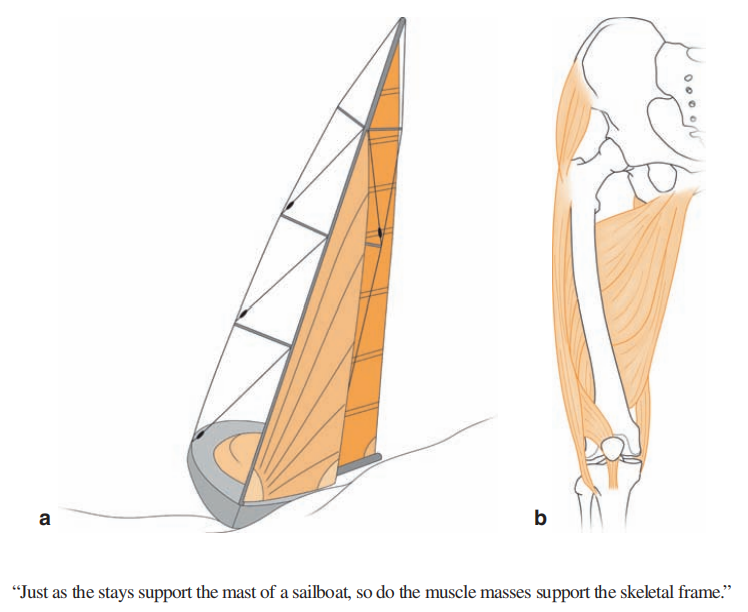 a
b
“Just as the stays support the mast of a sailboat, so do the muscle masses support the skeletal frame.”